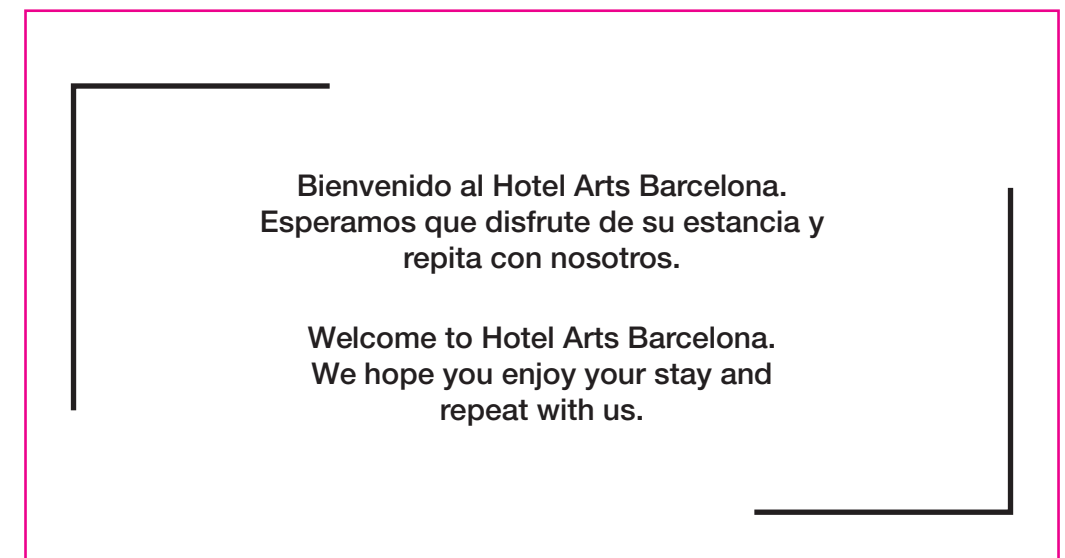 Bienvenido al Hotel Arts Barcelona.
Esperamos que disfrute de su estancia y
repita con nosotros.
Welcome to Hotel Arts Barcelona.
We hope you enjoy your stay and
repeat with us.